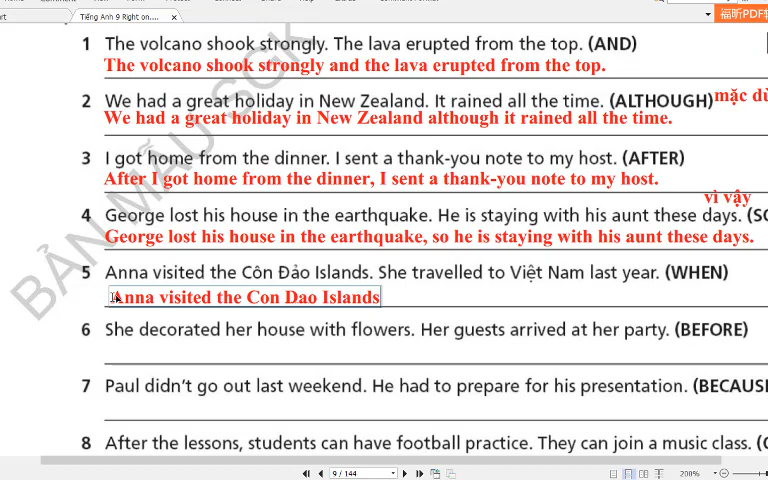 Tiếng Anh 9 Right on....
福昕PDF
1 The volcano shook strongly. The lava erupted from the top. (AND)
The volcano shook strongly and the lava erupted from the top.
2 We had a great holiday in New Zealand. It rained all the time. (ALTHOUGH) mặc dù
We had a great holiday in New Zealand although it rained all the time.
3 I got home from the dinner. I sent a thank-you note to my host. (AFTER)
After I got home from the dinner, I sent a thank-you note to my host.
vì vậy
4 George lost his house in the earthquake. He is staying with his aunt these days. (SO
George lost his house in the earthquake, so he is staying with his aunt these days.
5 Anna visited the Côn Đảo Islands. She travelled to Việt Nam last year. (WHEN)
Anna visited the Con Dao Islands
6 She decorated her house with flowers. Her guests arrived at her party. (BEFORE)
7 Paul didn't go out last weekend. He had to prepare for his presentation. (BECAUS
8 After the lessons, students can have football practice. They can join a music class.
BẢN MẪU SGK
9 / 144
200%